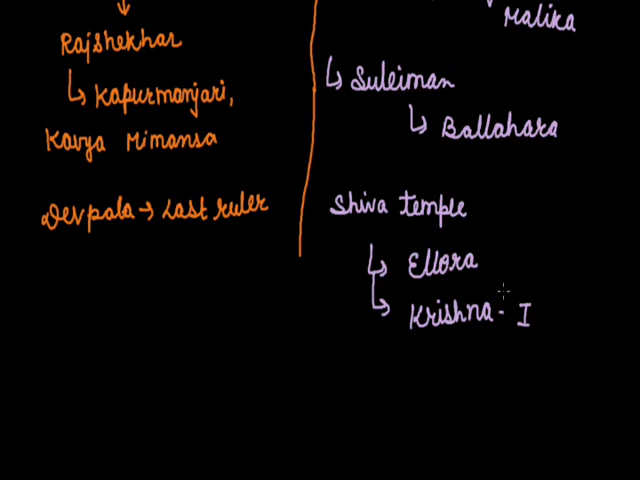 Rajshekhar
Kapurmanjari,
Kavya Mimansa
Devpala → Last ruler
Malika
Suleiman
Ballahara
Shiva temple
Ellora
Krishna - I